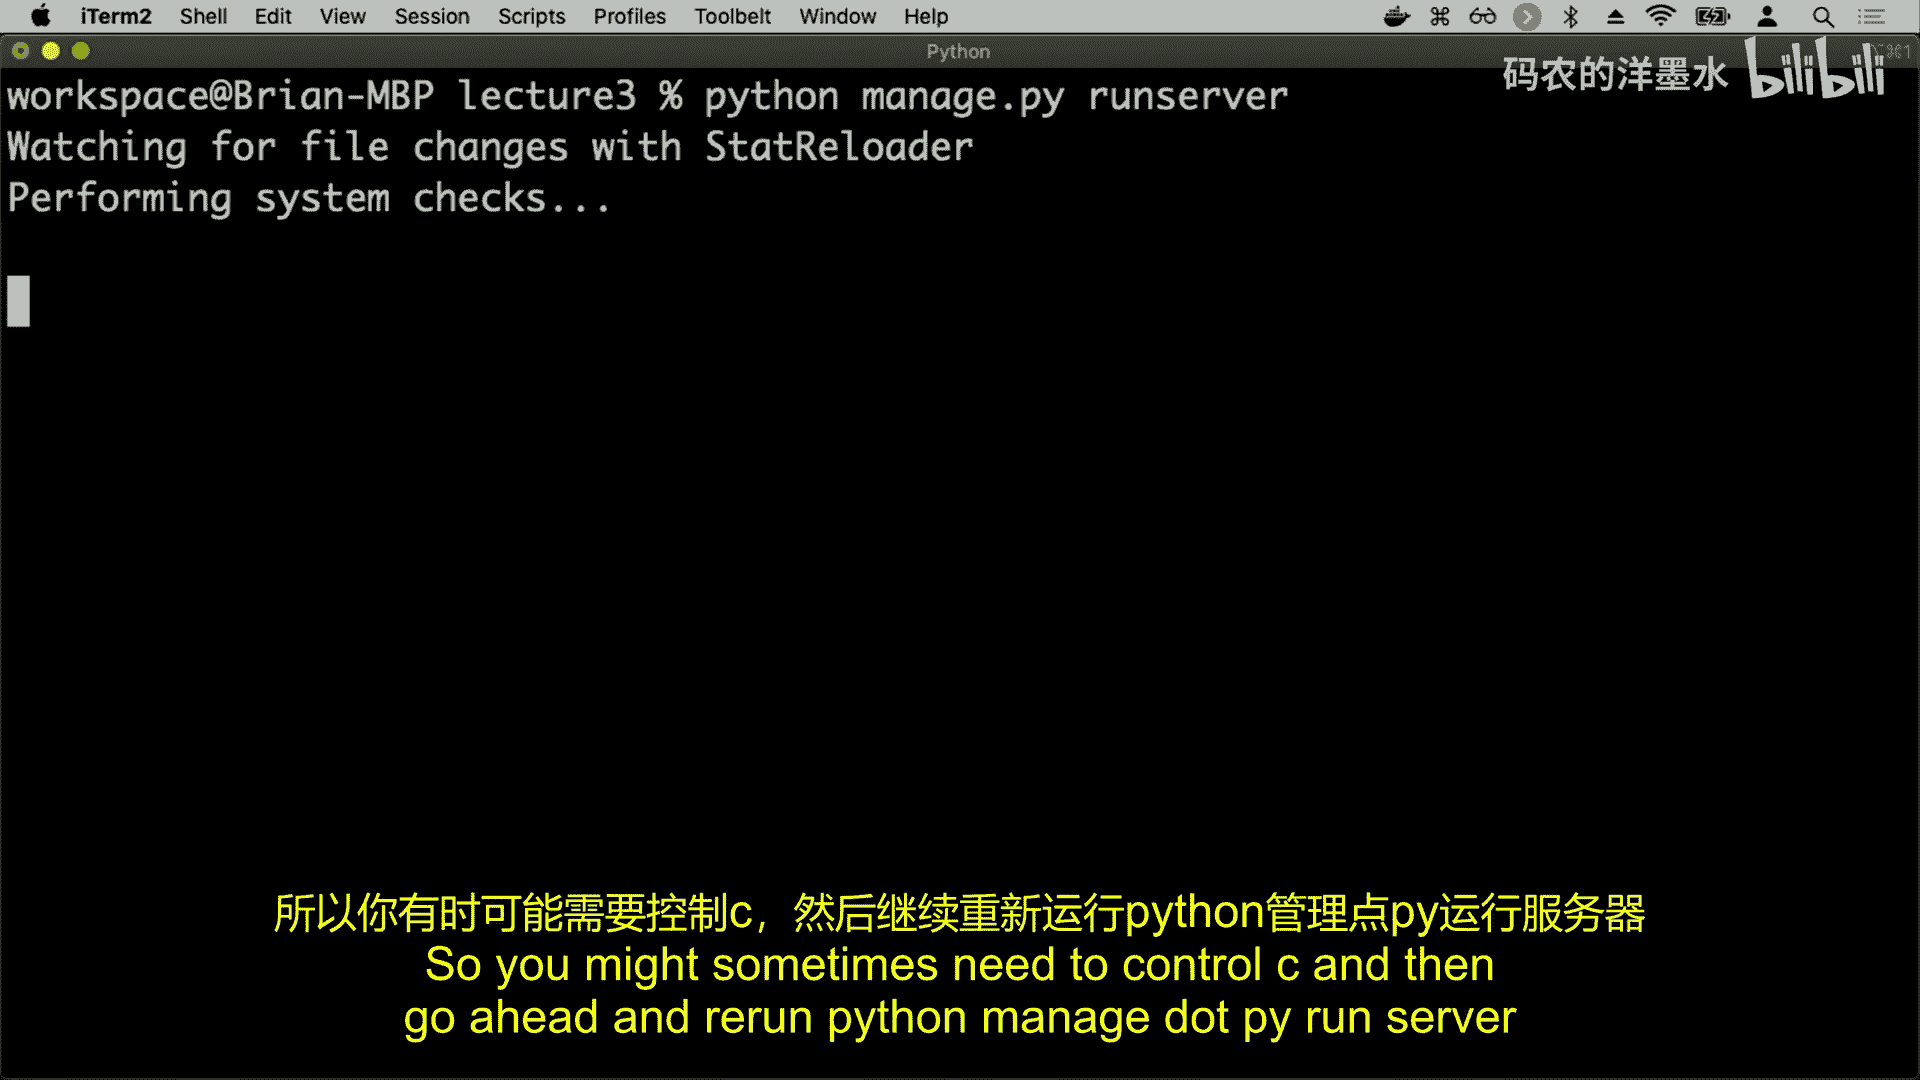 iTerm2 Shell Edit View Session Scripts Profiles Toolbelt Window Help
Python
⌘1
码农的洋墨水 bilibili
workspace@Brian-MBP lecture3 % python manage.py runserver
Watching for file changes with StatReloader
Performing system checks...
所以你有时可能需要控制c，然后继续重新运行python管理点py运行服务器
So you might sometimes need to control c and then
go ahead and rerun python manage dot py run server